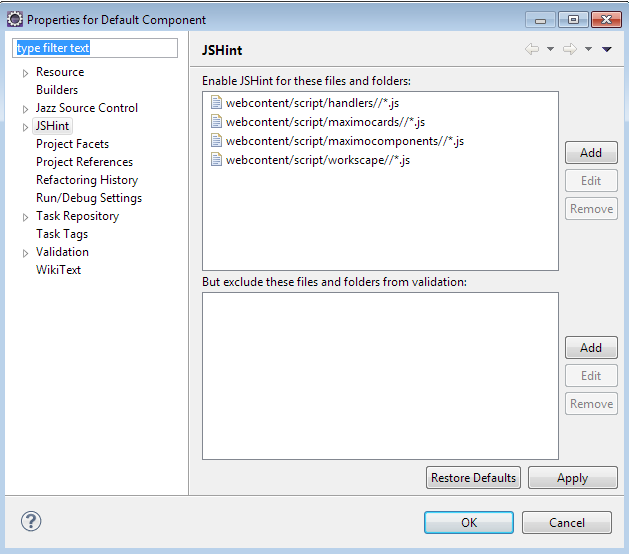 Properties for Default Component
type filter text
Resource
Builders
Jazz Source Control
JSHint
Project Facets
Project References
Refactoring History
Run/Debug Settings
Task Repository
Task Tags
Validation
WikiText
JSHint
Enable JSHint for these files and folders:
webcontent/script/handlers//*.js
webcontent/script/maximocards//*.js
webcontent/script/maximocomponents//*.js
webcontent/script/workscape//*.js
Add
Edit
Remove
But exclude these files and folders from validation:
Add
Edit
Remove
Restore Defaults
Apply
?
OK
Cancel